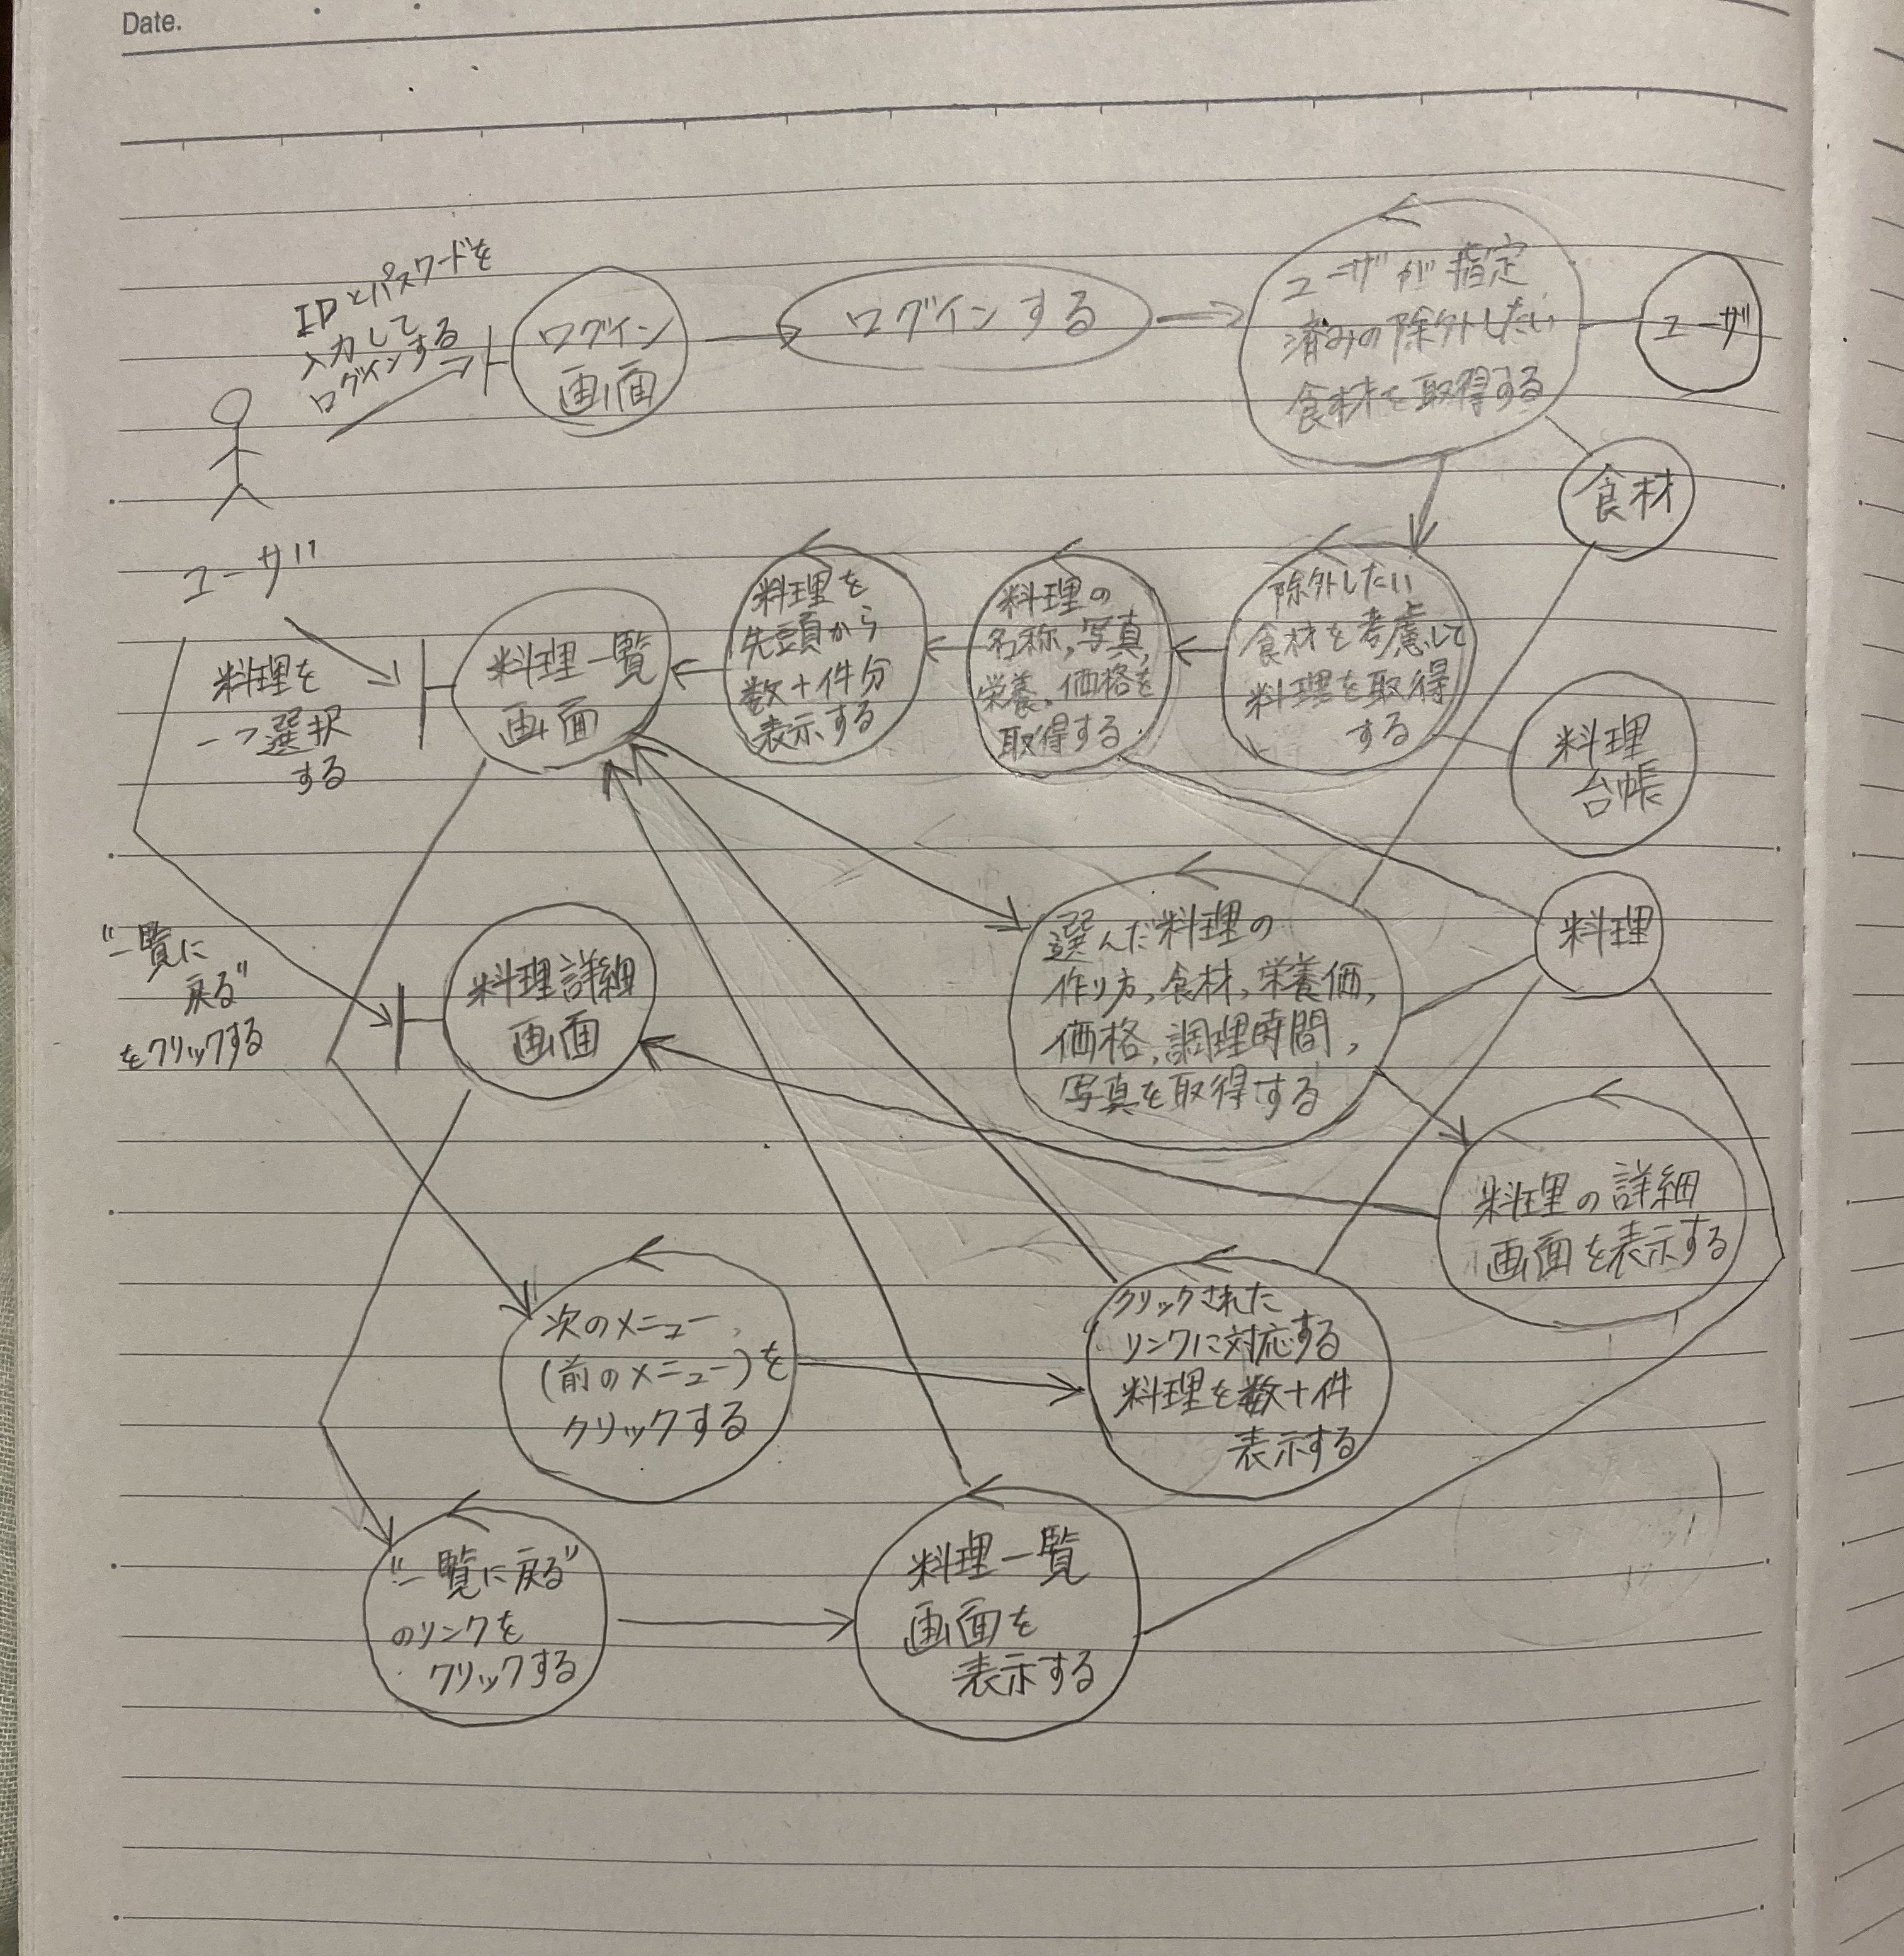 Date.
IDとパスワードを
入力して
ログインする
ログイン
画面
ログインする
ユーザが指定
済みの除外したい
食材を取得する
ユーザ
食材
ユーザ
料理を
一つ選択
する
料理一覧
画面
料理を
先頭から
数十件分
表示する
料理の
名称,写真,
栄養,価格を
取得する
除外したい
食材を考慮して
料理を取得
する
料理
台帳
"一覧に
戻る"
をクリックする
料理詳細
画面
選んだ料理の
作り方,食材,栄養価,
価格,調理時間,
写真を取得する
料理
料理の詳細
画面を表示する
次のメニュー
(前のメニュー)を
クリックする
クリックされた
リンクに対応する
料理を数十件
表示する
"一覧に戻る"
のリンクを
クリックする
料理一覧
画面を
表示する